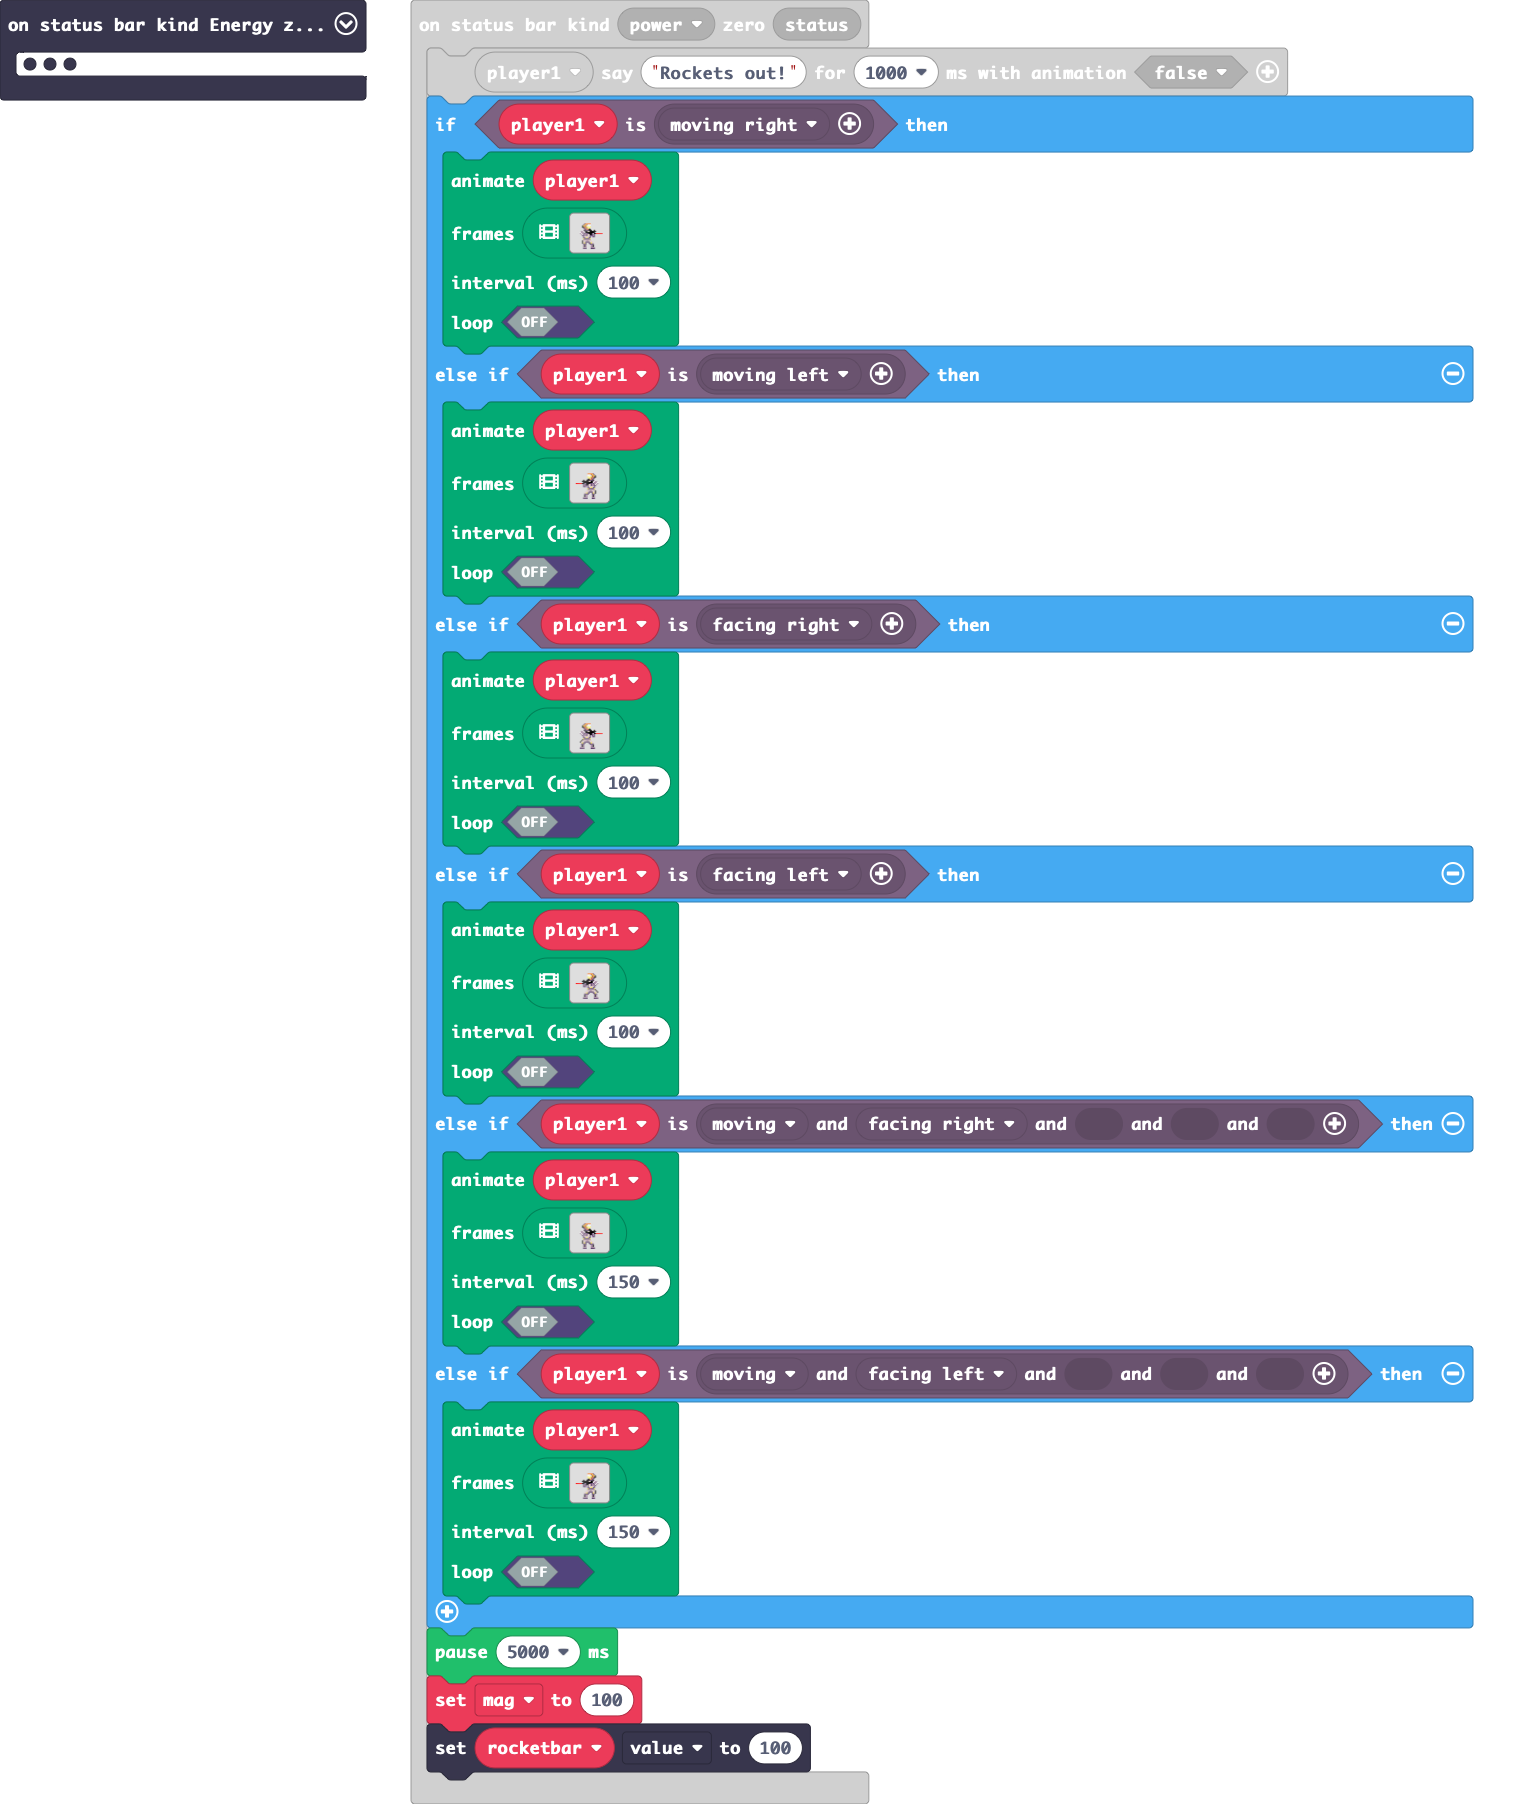 on status bar kind Energy z...
on status bar kind power zero status
player1 say "Rockets out!" for 1000 ms with animation false
if player1 is moving right then
animate player1
frames
interval (ms) 100
loop OFF
else if player1 is moving left then
animate player1
frames
interval (ms) 100
loop OFF
else if player1 is facing right then
animate player1
frames
interval (ms) 100
loop OFF
else if player1 is facing left then
animate player1
frames
interval (ms) 100
loop OFF
else if player1 is moving and facing right and and and then
animate player1
frames
interval (ms) 150
loop OFF
else if player1 is moving and facing left and and and then
animate player1
frames
interval (ms) 150
loop OFF
pause 5000 ms
set mag to 100
set rocketbar value to 100